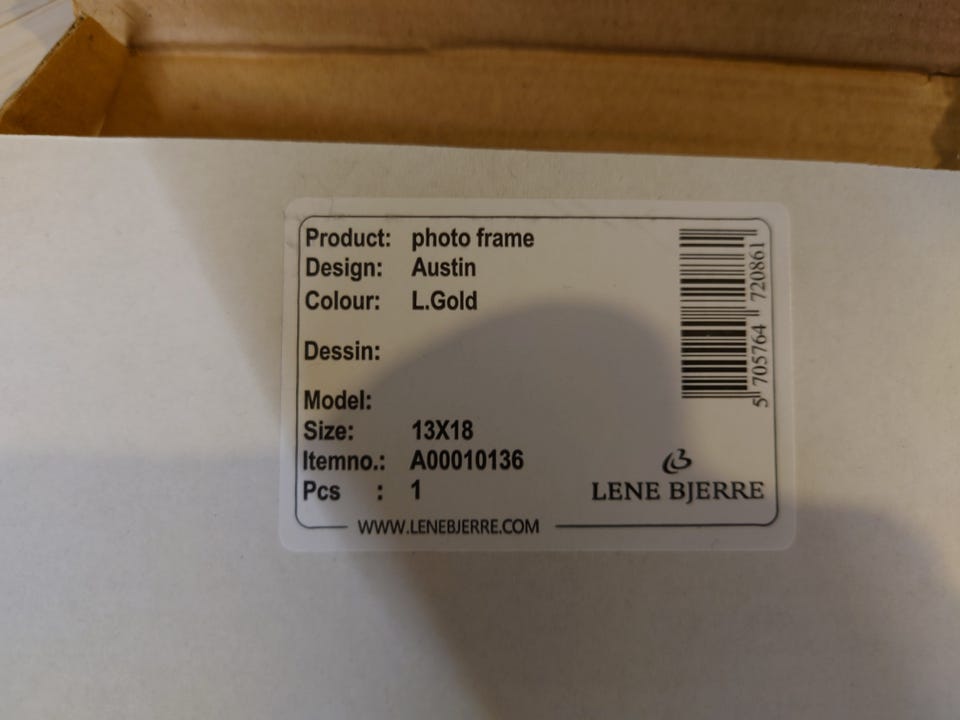 Product: photo frame
Design: Austin
Colour: L.Gold
Dessin:
Model:
Size: 13X18
Itemno.: A00010136
Pcs : 1
5 705764 720861
LENE BJERRE
WWW.LENEBJERRE.COM